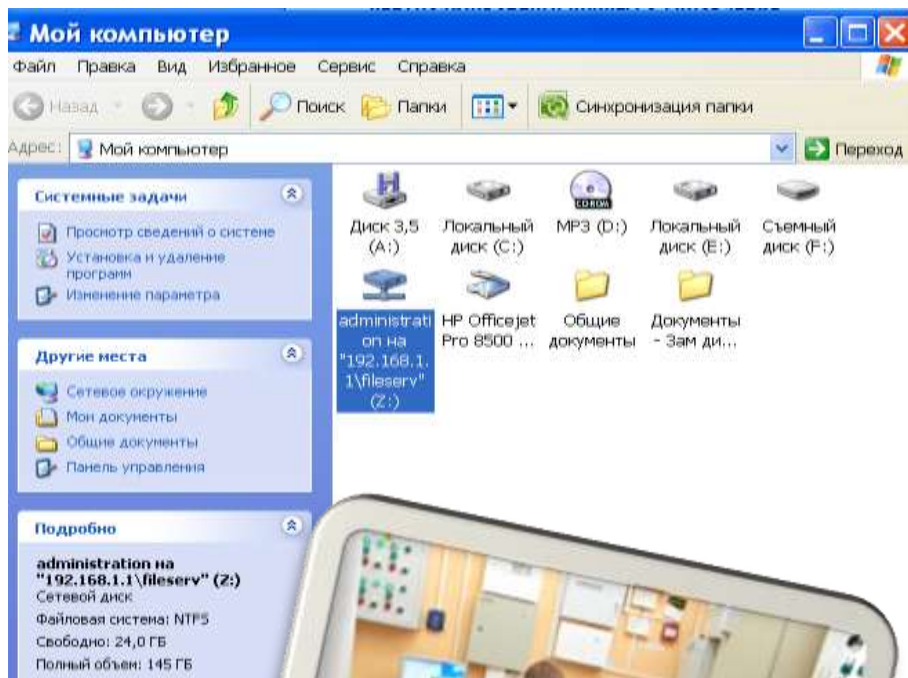 Мой компьютер
Файл Правка Вид Избранное Сервис Справка
Назад Поиск Папки Синхронизация папки
Адрес: Мой компьютер Переход
Системные задачи
Просмотр сведений о системе
Установка и удаление
программ
Изменение параметра
Другие места
Сетевое окружение
Мои документы
Общие документы
Панель управления
Подробно
administration на
"192.168.1.1\fileserv" (Z:)
Сетевой диск
Файловая система: NTFS
Свободно: 24,0 ГБ
Полный объем: 145 ГБ
Диск 3,5
(A:)
Локальный
диск (C:)
CD-ROM
MP3 (D:)
Локальный
диск (E:)
Съемный
диск (F:)
administrati
on на
"192.168.1.
1\fileserv"
(Z:)
HP Officejet
Pro 8500 ...
Общие
документы
Документы
- Зам ди...